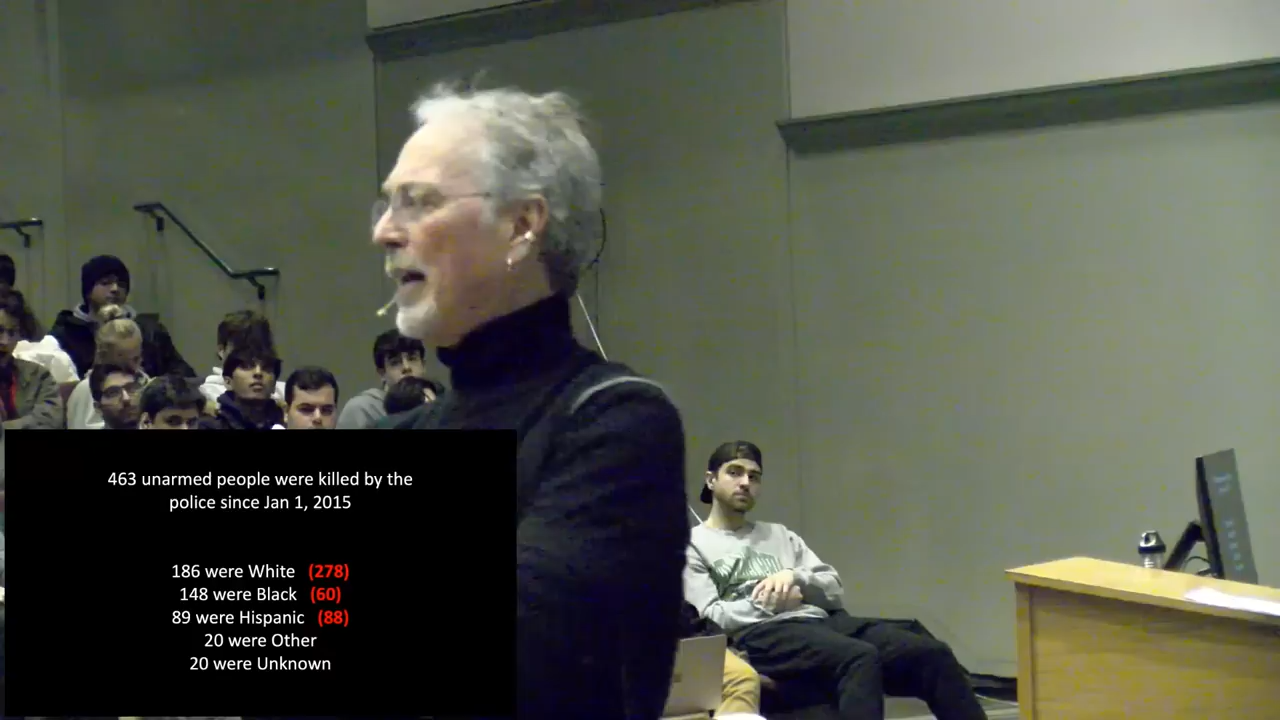 463 unarmed people were killed by the
police since Jan 1, 2015
186 were White (278)
148 were Black (60)
89 were Hispanic (88)
20 were Other
20 were Unknown